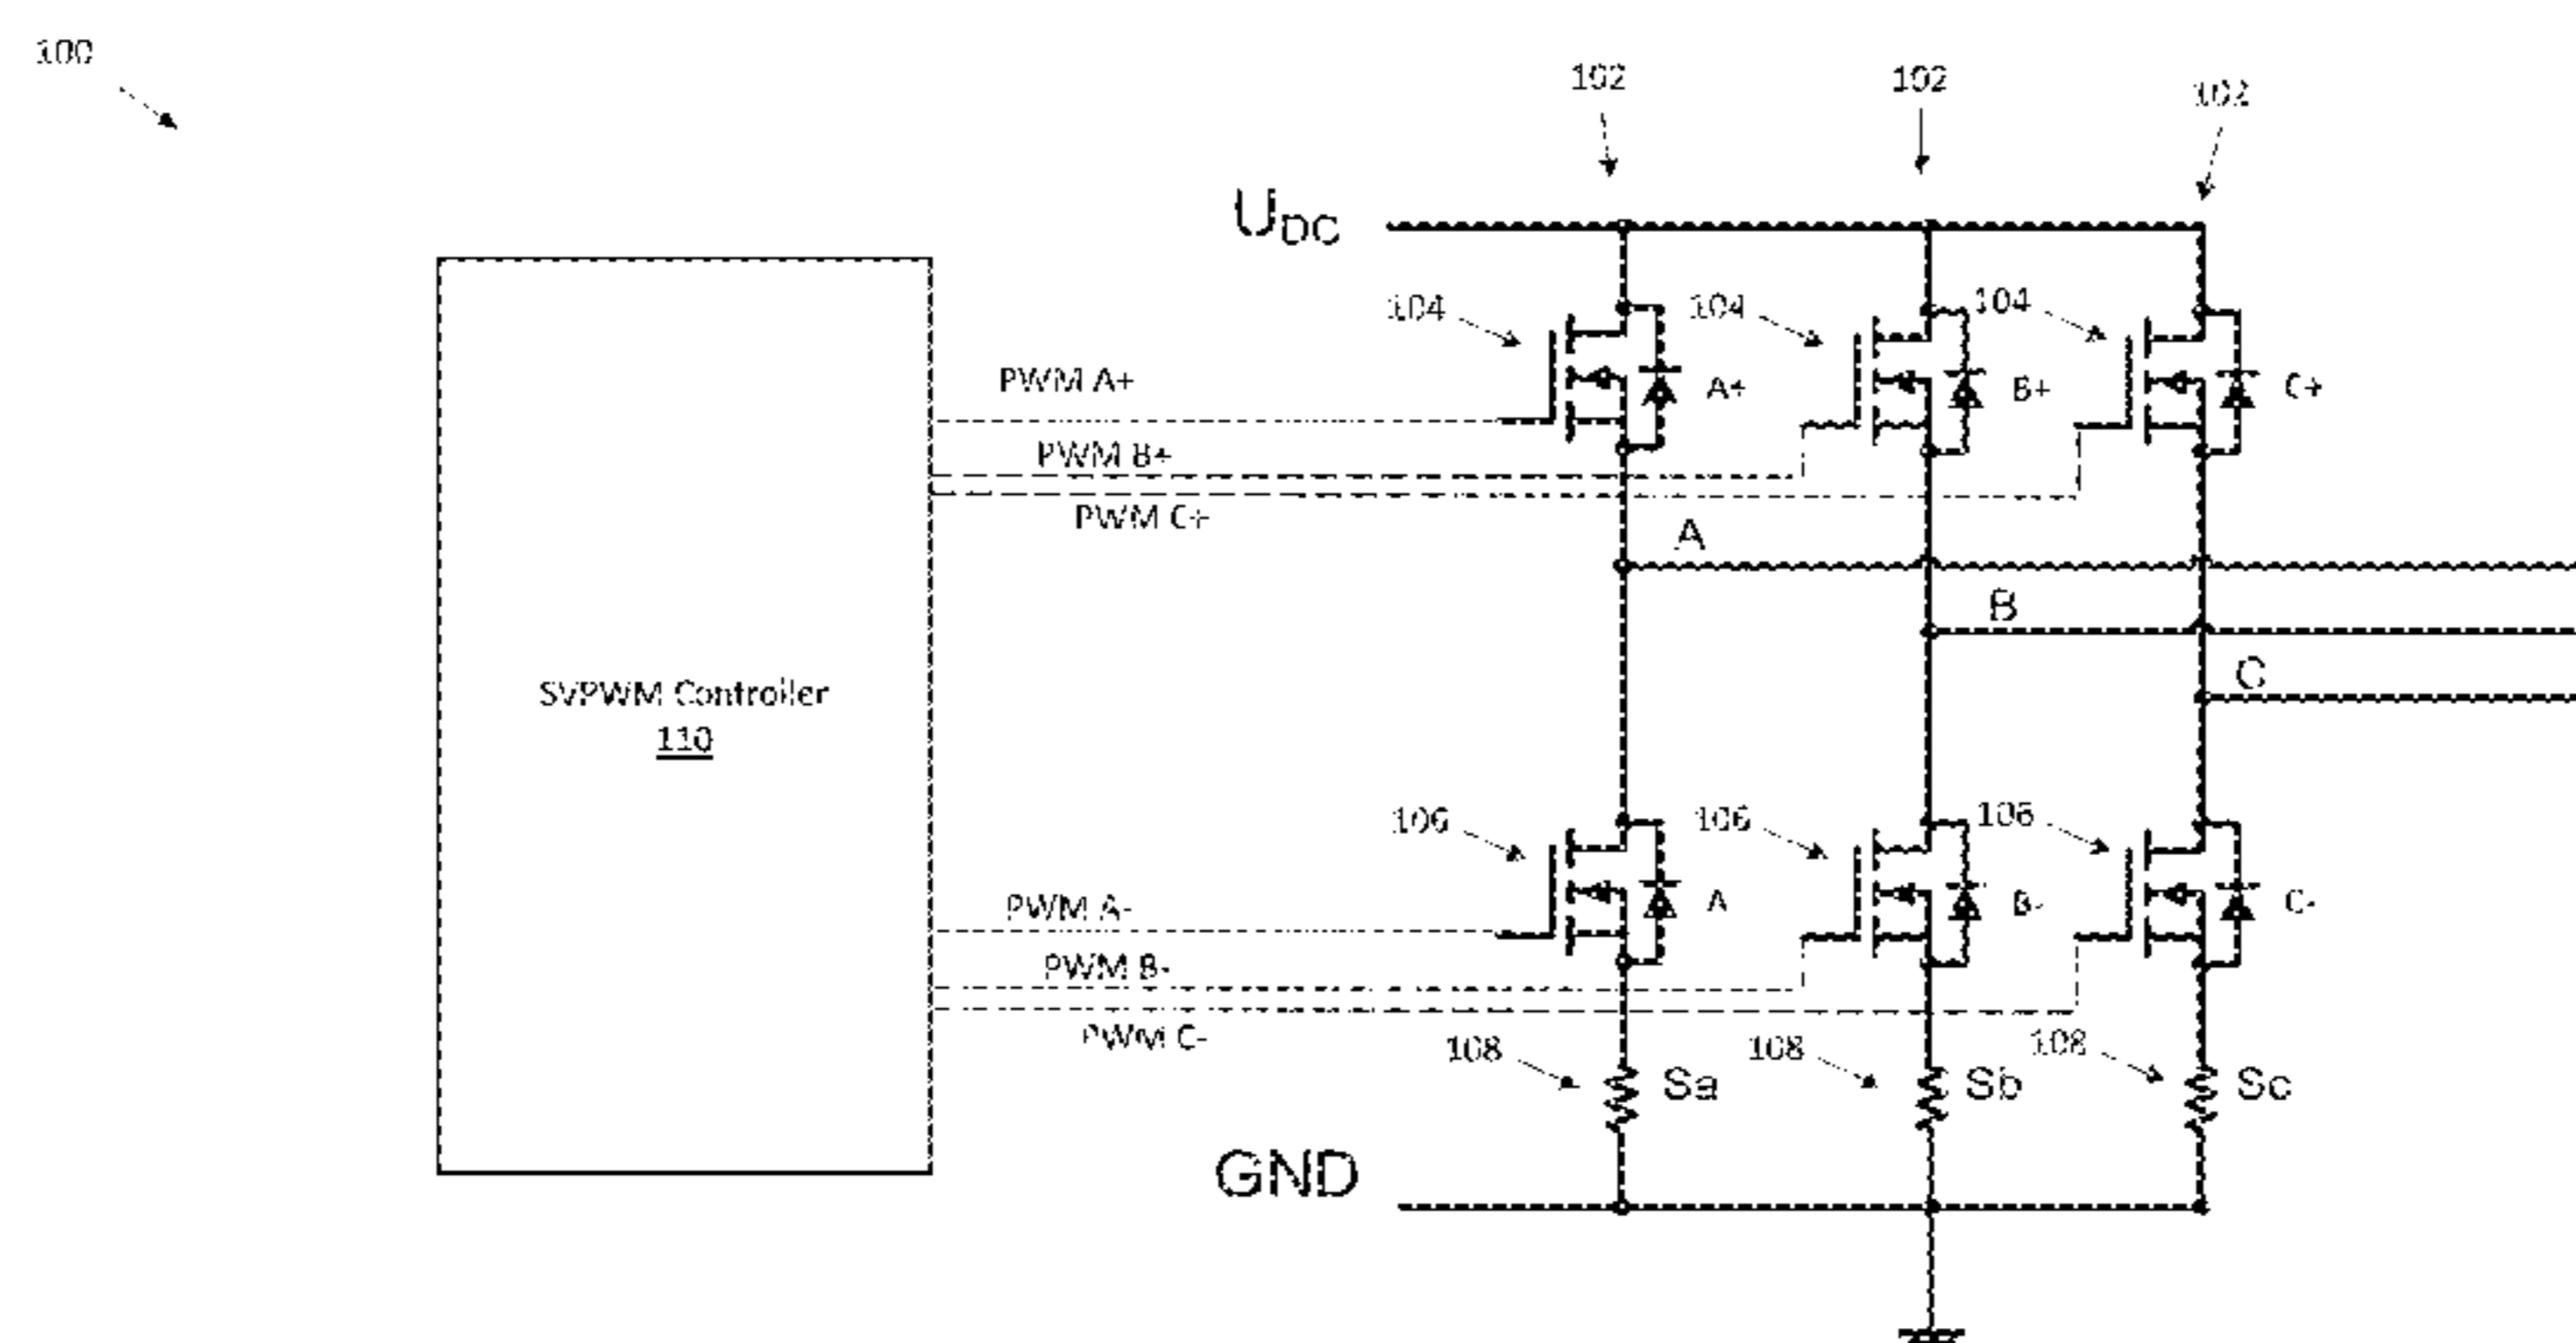 100
102
102
102
UDC
104
104
104
PWM A+
A+
B+
C+
PWM B+
PWM C+
A
B
C
SVPWM Controller
110
106
106
106
PWM A-
A
B-
C-
PWM B-
PWM C-
108
108
108
Sa
Sb
Sc
GND